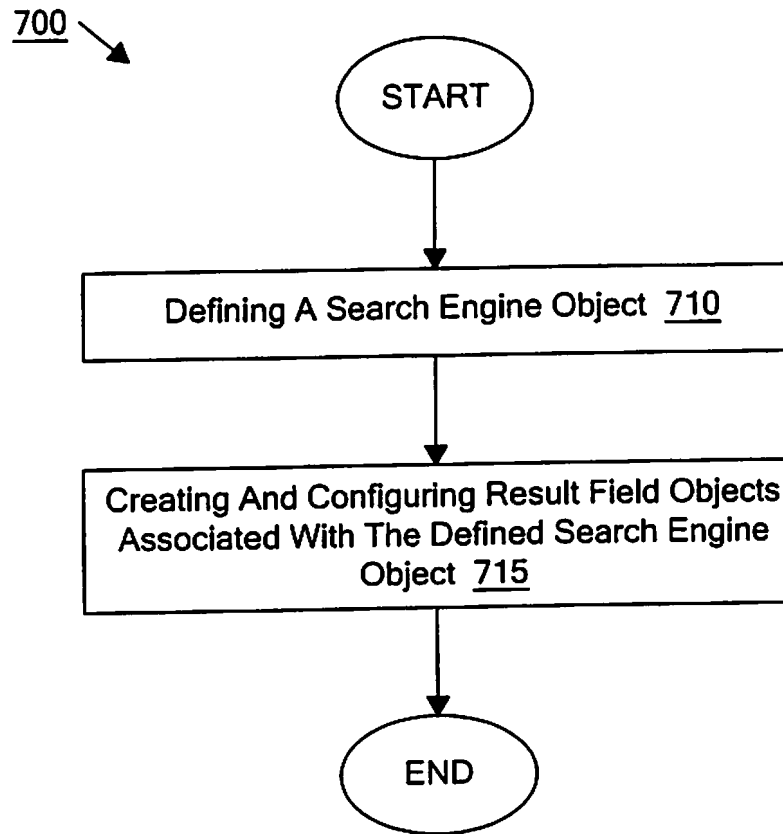 700
START
Defining A Search Engine Object 710
Creating And Configuring Result Field Objects
Associated With The Defined Search Engine
Object 715
END